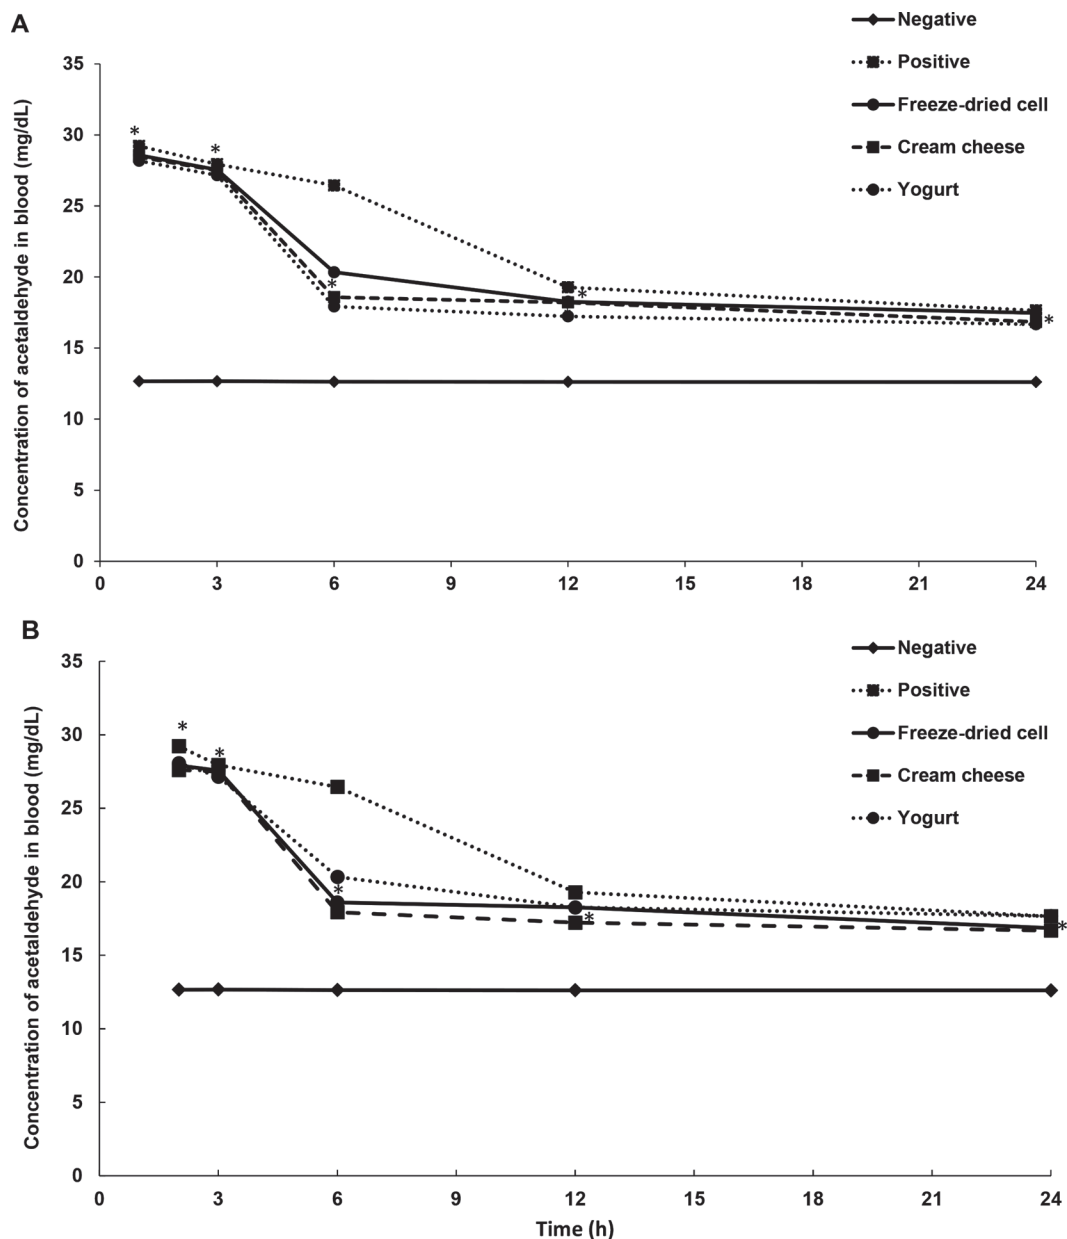 A
Negative
Positive
Freeze-dried cell
Cream cheese
Yogurt
Concentration of acetaldehyde in blood (mg/dL)
35
30
25
20
15
10
5
0
*
*
*
*
*
0 3 6 9 12 15 18 21 24
B
Negative
Positive
Freeze-dried cell
Cream cheese
Yogurt
Concentration of acetaldehyde in blood (mg/dL)
35
30
25
20
15
10
5
0
*
*
*
*
*
0 3 6 9 12 15 18 21 24
Time (h)